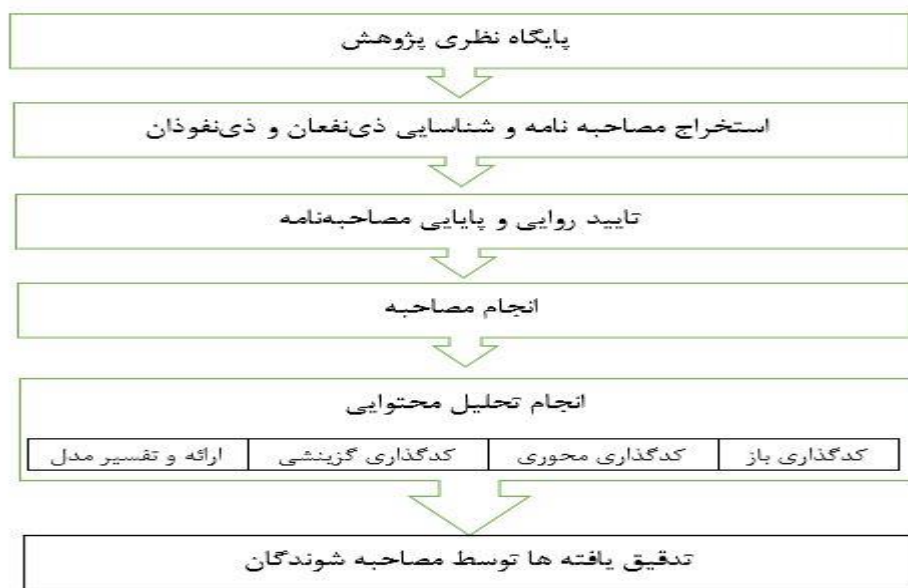 پایگاه نظری پژوهش
استخراج مصاحبه نامه و شناسایی ذی‌نفعان و ذی‌نفوذان
تایید روایی و پایایی مصاحبه‌نامه
انجام مصاحبه
انجام تحلیل محتوایی
کدگذاری باز
کدگذاری محوری
کدگذاری گزینشی
ارائه و تفسیر مدل
تدقیق یافته ها توسط مصاحبه شوندگان